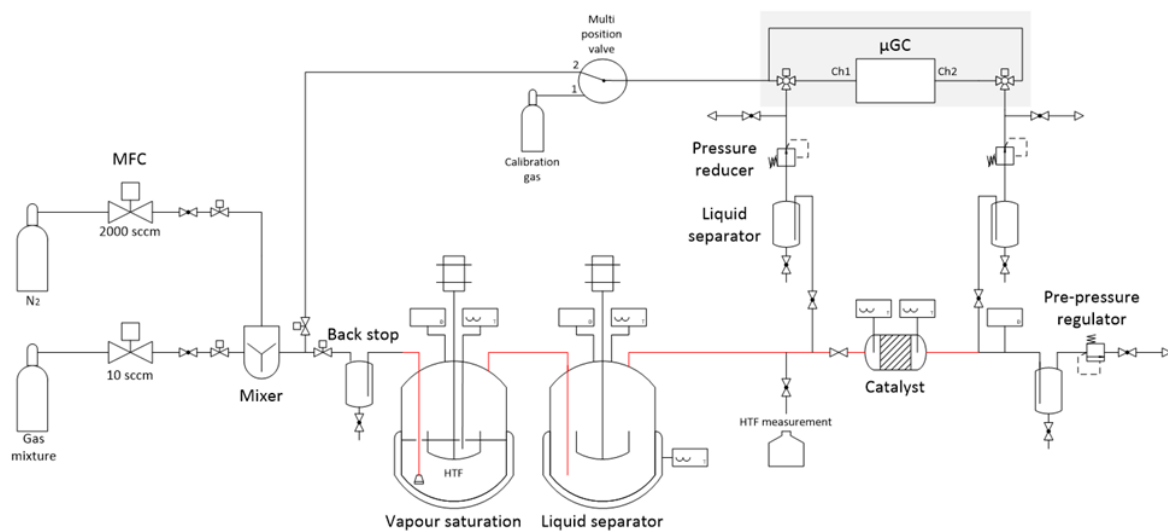 Multi
position
valve
2
1
Calibration
gas
µGC
Ch1
Ch2
MFC
2000 sccm
N2
Pressure
reducer
Liquid
separator
10 sccm
Gas
mixture
Mixer
Back stop
HTF
Vapour saturation
Liquid separator
HTF measurement
Catalyst
Pre-pressure
regulator
T
T
T
T
T